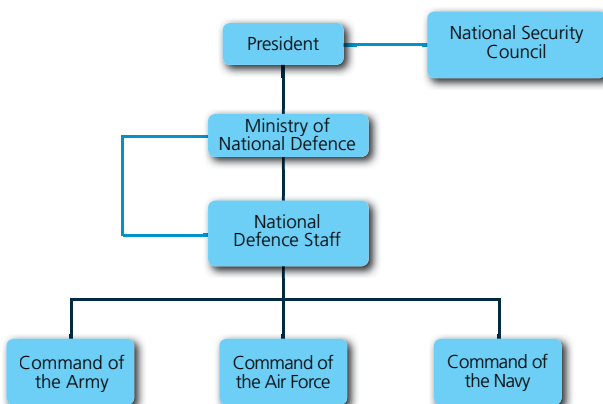 President
National Security
Council
Ministry of
National Defence
National
Defence Staff
Command of
the Army
Command of
the Air Force
Command of
the Navy